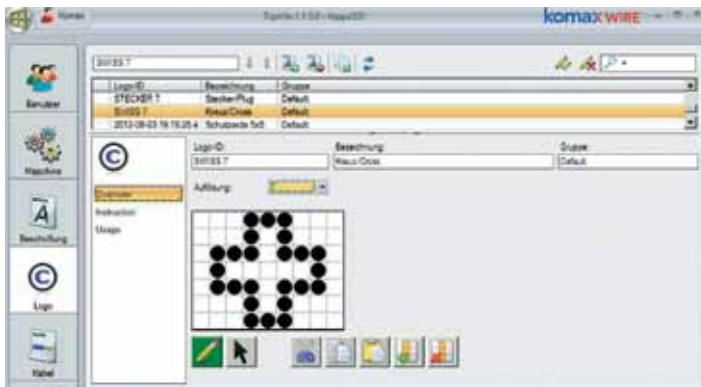 Komax
komax WIRE
SWISS 7
Logo-ID Bezeichnung Gruppe
STECKER 7 Stecker/Plug Default
SWISS 7 Kreuz/Cross Default
Schutzerde 5x5 Default
Logo-ID: Bezeichnung: Gruppe:
SWISS 7 Kreuz/Cross Default
Auflösung:
Overview
Instruction
Usage
Benutzer
Maschine
A
Beschriftung
©
Logo
Kabel
©